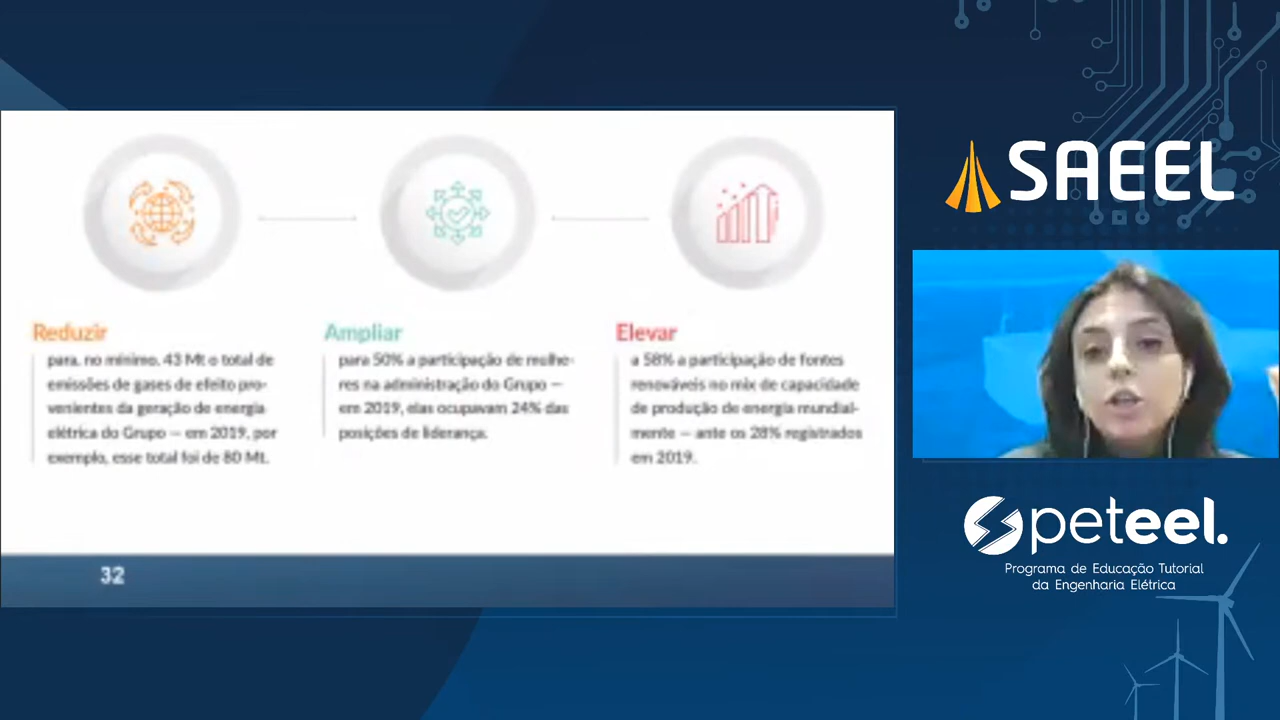 Reduzir
para, no mínimo, 43 Mt o total de
emissões de gases de efeito pro-
venientes da geração de energia
elétrica do Grupo — em 2019, por
exemplo, esse total foi de 80 Mt.
Ampliar
para 50% a participação de mulhe-
res na administração do Grupo —
em 2019, elas ocupavam 24% das
posições de liderança.
Elevar
a 58% a participação de fontes
renováveis no mix de capacidade
de produção de energia mundial-
mente — ante os 28% registrados
em 2019.
32
SAEEL
peteel.
Programa de Educação Tutorial
da Engenharia Elétrica